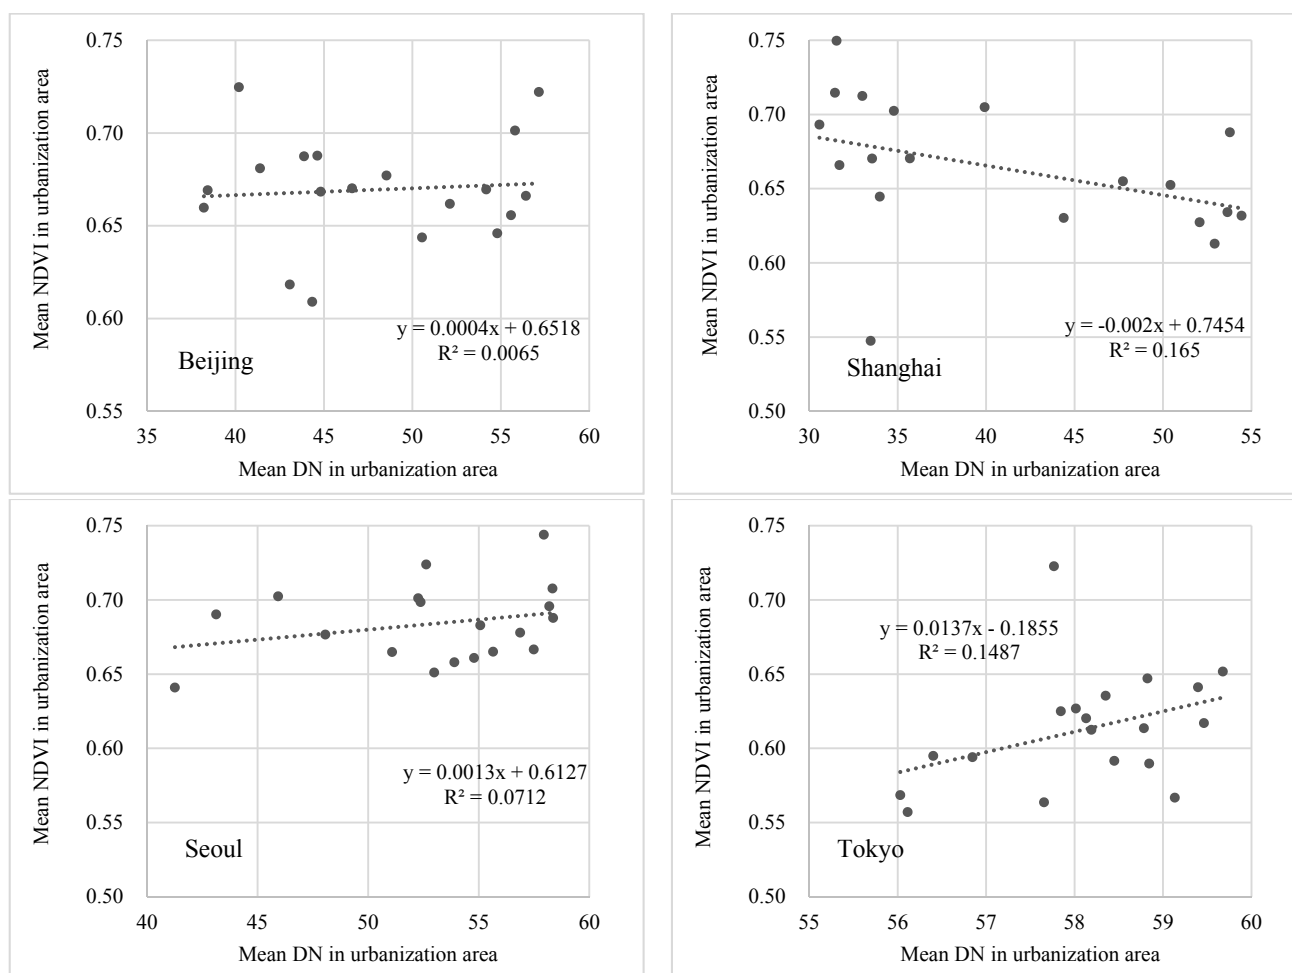 Mean NDVI in urbanization area
0.75
0.70
0.65
0.60
0.55
y = 0.0004x + 0.6518
R² = 0.0065
Beijing
35 40 45 50 55 60
Mean DN in urbanization area
Mean NDVI in urbanization area
0.75
0.70
0.65
0.60
0.55
0.50
y = -0.002x + 0.7454
R² = 0.165
Shanghai
30 35 40 45 50 55
Mean DN in urbanization area
Mean NDVI in urbanization area
0.75
0.70
0.65
0.60
0.55
0.50
y = 0.0013x + 0.6127
R² = 0.0712
Seoul
40 45 50 55 60
Mean DN in urbanization area
Mean NDVI in urbanization area
0.75
0.70
0.65
0.60
0.55
0.50
y = 0.0137x - 0.1855
R² = 0.1487
Tokyo
55 56 57 58 59 60
Mean DN in urbanization area